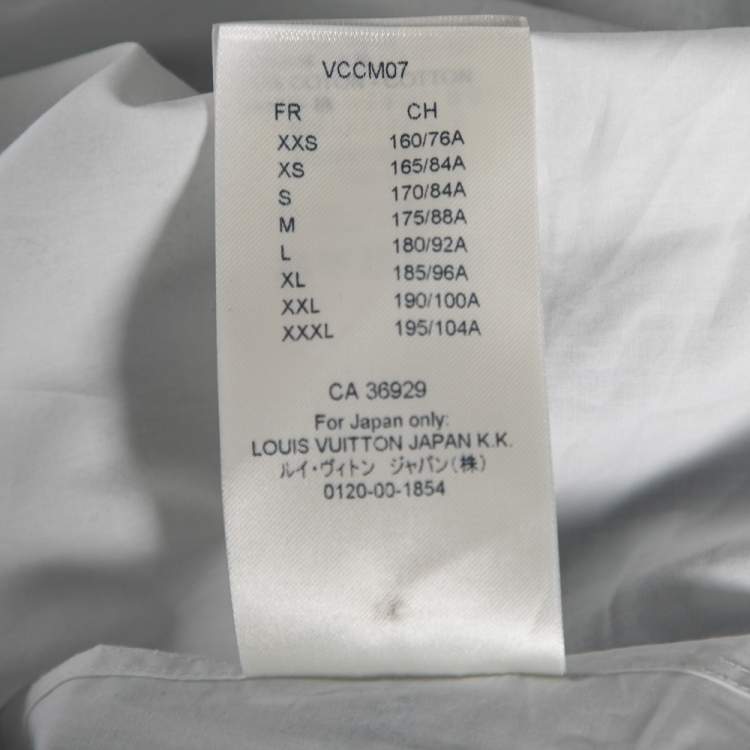 VCCM07
FR CH
XXS 160/76A
XS 165/84A
S 170/84A
M 175/88A
L 180/92A
XL 185/96A
XXL 190/100A
XXXL 195/104A
CA 36929
For Japan only:
LOUIS VUITTON JAPAN K.K.
ルイ・ヴィトン ジャパン(株)
0120-00-1854